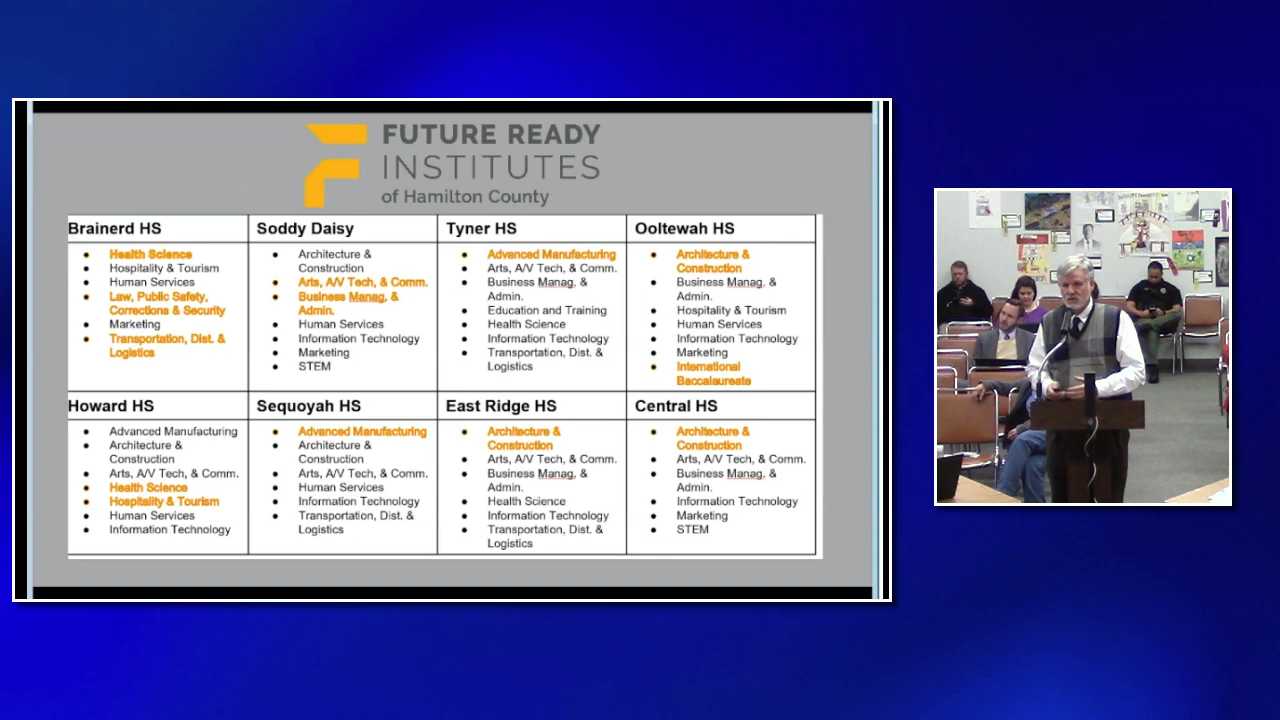 FUTURE READY
INSTITUTES
of Hamilton County
Brainerd HS
Health Science
Hospitality & Tourism
Human Services
Law, Public Safety,
Corrections & Security
Marketing
Transportation, Dist. &
Logistics
Soddy Daisy
Architecture &
Construction
Arts, A/V Tech, & Comm.
Business Manag. &
Admin.
Human Services
Information Technology
Marketing
STEM
Tyner HS
Advanced Manufacturing
Arts, A/V Tech, & Comm.
Business Manag. &
Admin.
Education and Training
Health Science
Information Technology
Transportation, Dist. &
Logistics
Ooltewah HS
Architecture &
Construction
Business Manag. &
Admin.
Hospitality & Tourism
Human Services
Information Technology
Marketing
International
Baccalaureate
Howard HS
Advanced Manufacturing
Architecture &
Construction
Arts, A/V Tech, & Comm.
Health Science
Hospitality & Tourism
Human Services
Information Technology
Sequoyah HS
Advanced Manufacturing
Architecture &
Construction
Arts, A/V Tech, & Comm.
Human Services
Information Technology
Transportation, Dist. &
Logistics
East Ridge HS
Architecture &
Construction
Arts, A/V Tech, & Comm.
Business Manag. &
Admin.
Health Science
Information Technology
Transportation, Dist. &
Logistics
Central HS
Architecture &
Construction
Arts, A/V Tech, & Comm.
Business Manag. &
Admin.
Information Technology
Marketing
STEM